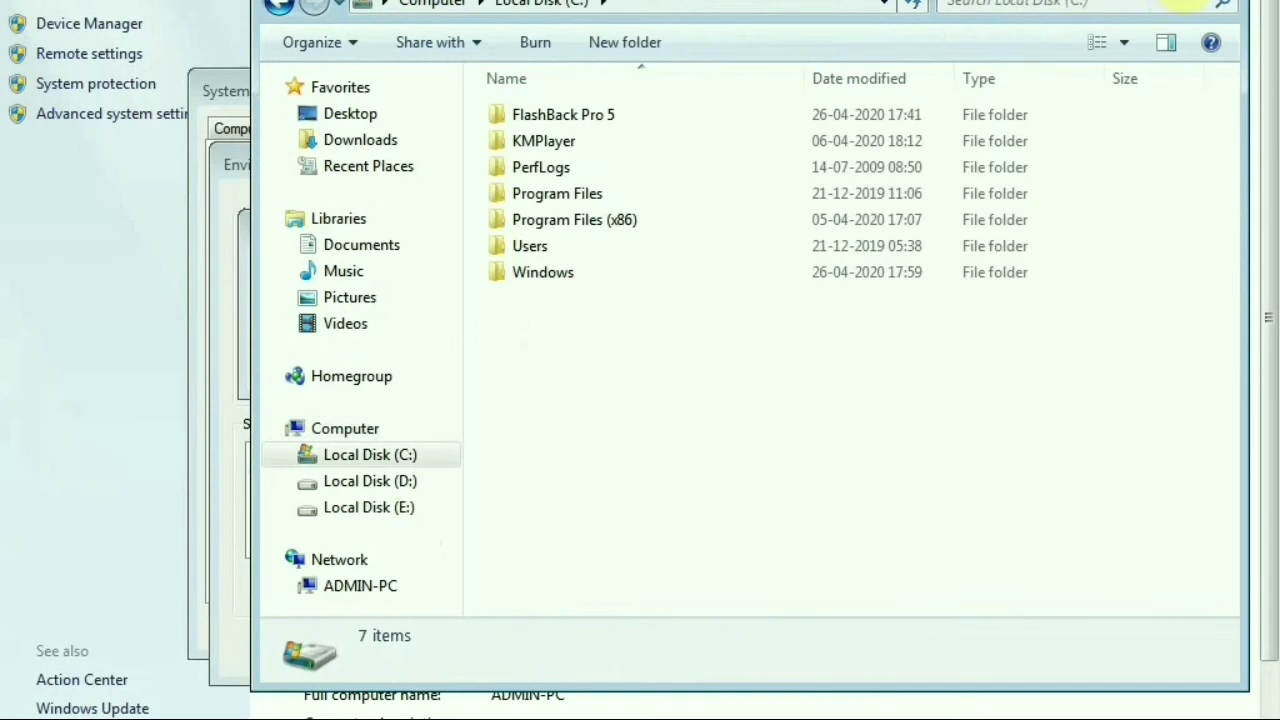 Computer Local Disk (C:)
Search Local Disk (C:)
Device Manager
Remote settings
System protection
Advanced system settin
System
Compu
Envi
S
Organize
Share with
Burn
New folder
Favorites
Desktop
Downloads
Recent Places
Libraries
Documents
Music
Pictures
Videos
Homegroup
Computer
Local Disk (C:)
Local Disk (D:)
Local Disk (E:)
Network
ADMIN-PC
Name Date modified Type Size
FlashBack Pro 5 26-04-2020 17:41 File folder
KMPlayer 06-04-2020 18:12 File folder
PerfLogs 14-07-2009 08:50 File folder
Program Files 21-12-2019 11:06 File folder
Program Files (x86) 05-04-2020 17:07 File folder
Users 21-12-2019 05:38 File folder
Windows 26-04-2020 17:59 File folder
7 items
See also
Action Center
Windows Update
Full computer name: ADMIN-PC